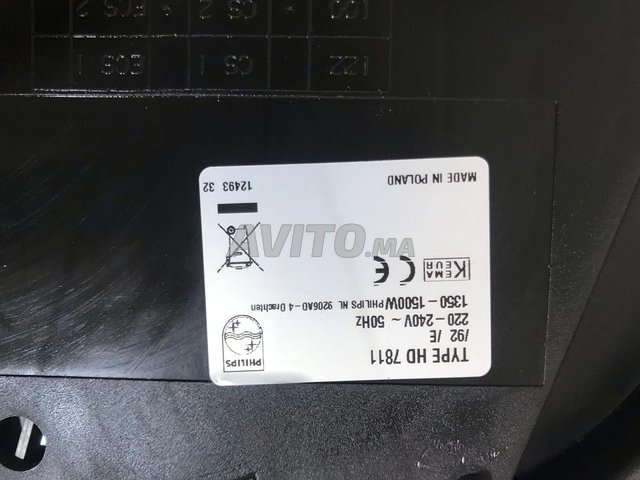 PHILIPS
TYPE HD 7811
/92 /E
220-240V ~ 50Hz
1350-1500W PHILIPS NL 9206AD-4 Drachten
KEMA
KEUR
CE
MADE IN POLAND
12493 32
AVITO.MA